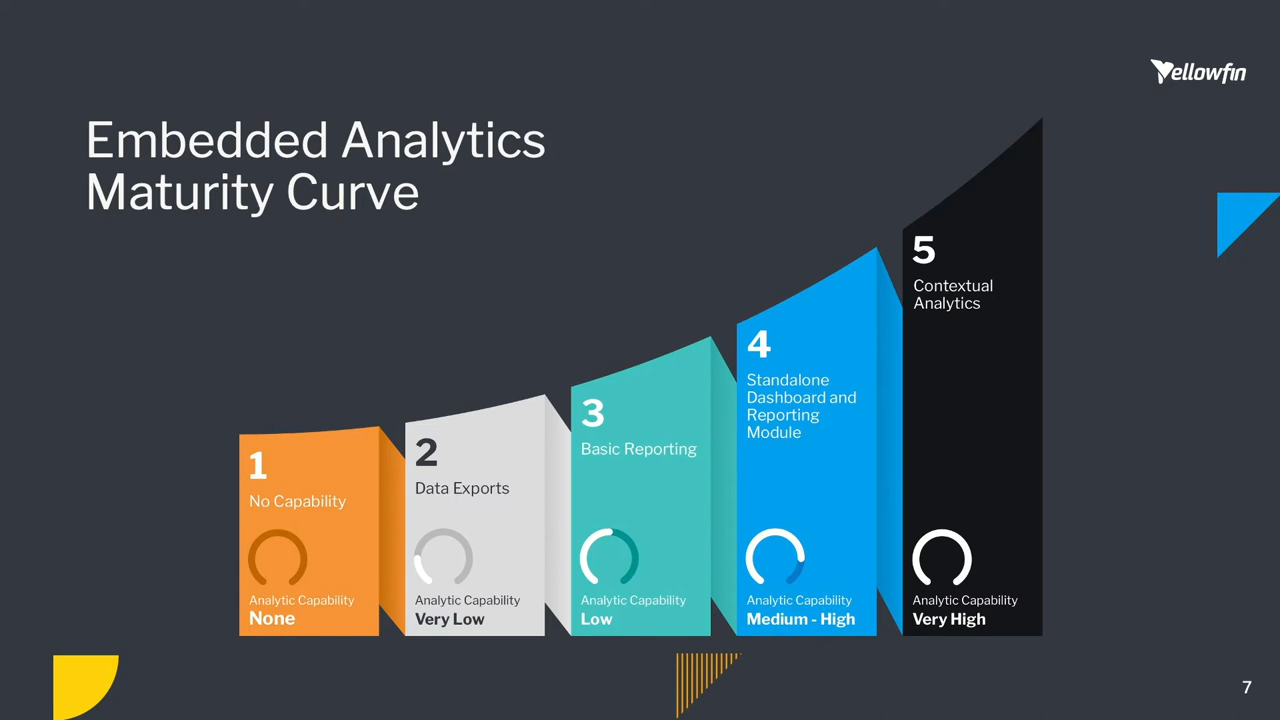 Yellowfin
Embedded Analytics
Maturity Curve
1
No Capability
Analytic Capability
None
2
Data Exports
Analytic Capability
Very Low
3
Basic Reporting
Analytic Capability
Low
4
Standalone
Dashboard and
Reporting
Module
Analytic Capability
Medium - High
5
Contextual
Analytics
Analytic Capability
Very High
7